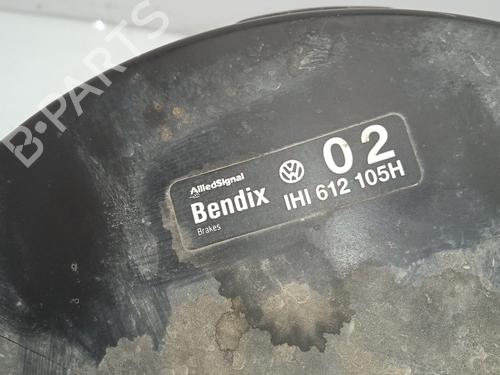 B-PARTS
AlliedSignal
Bendix
Brakes
02
IHI 612 105H